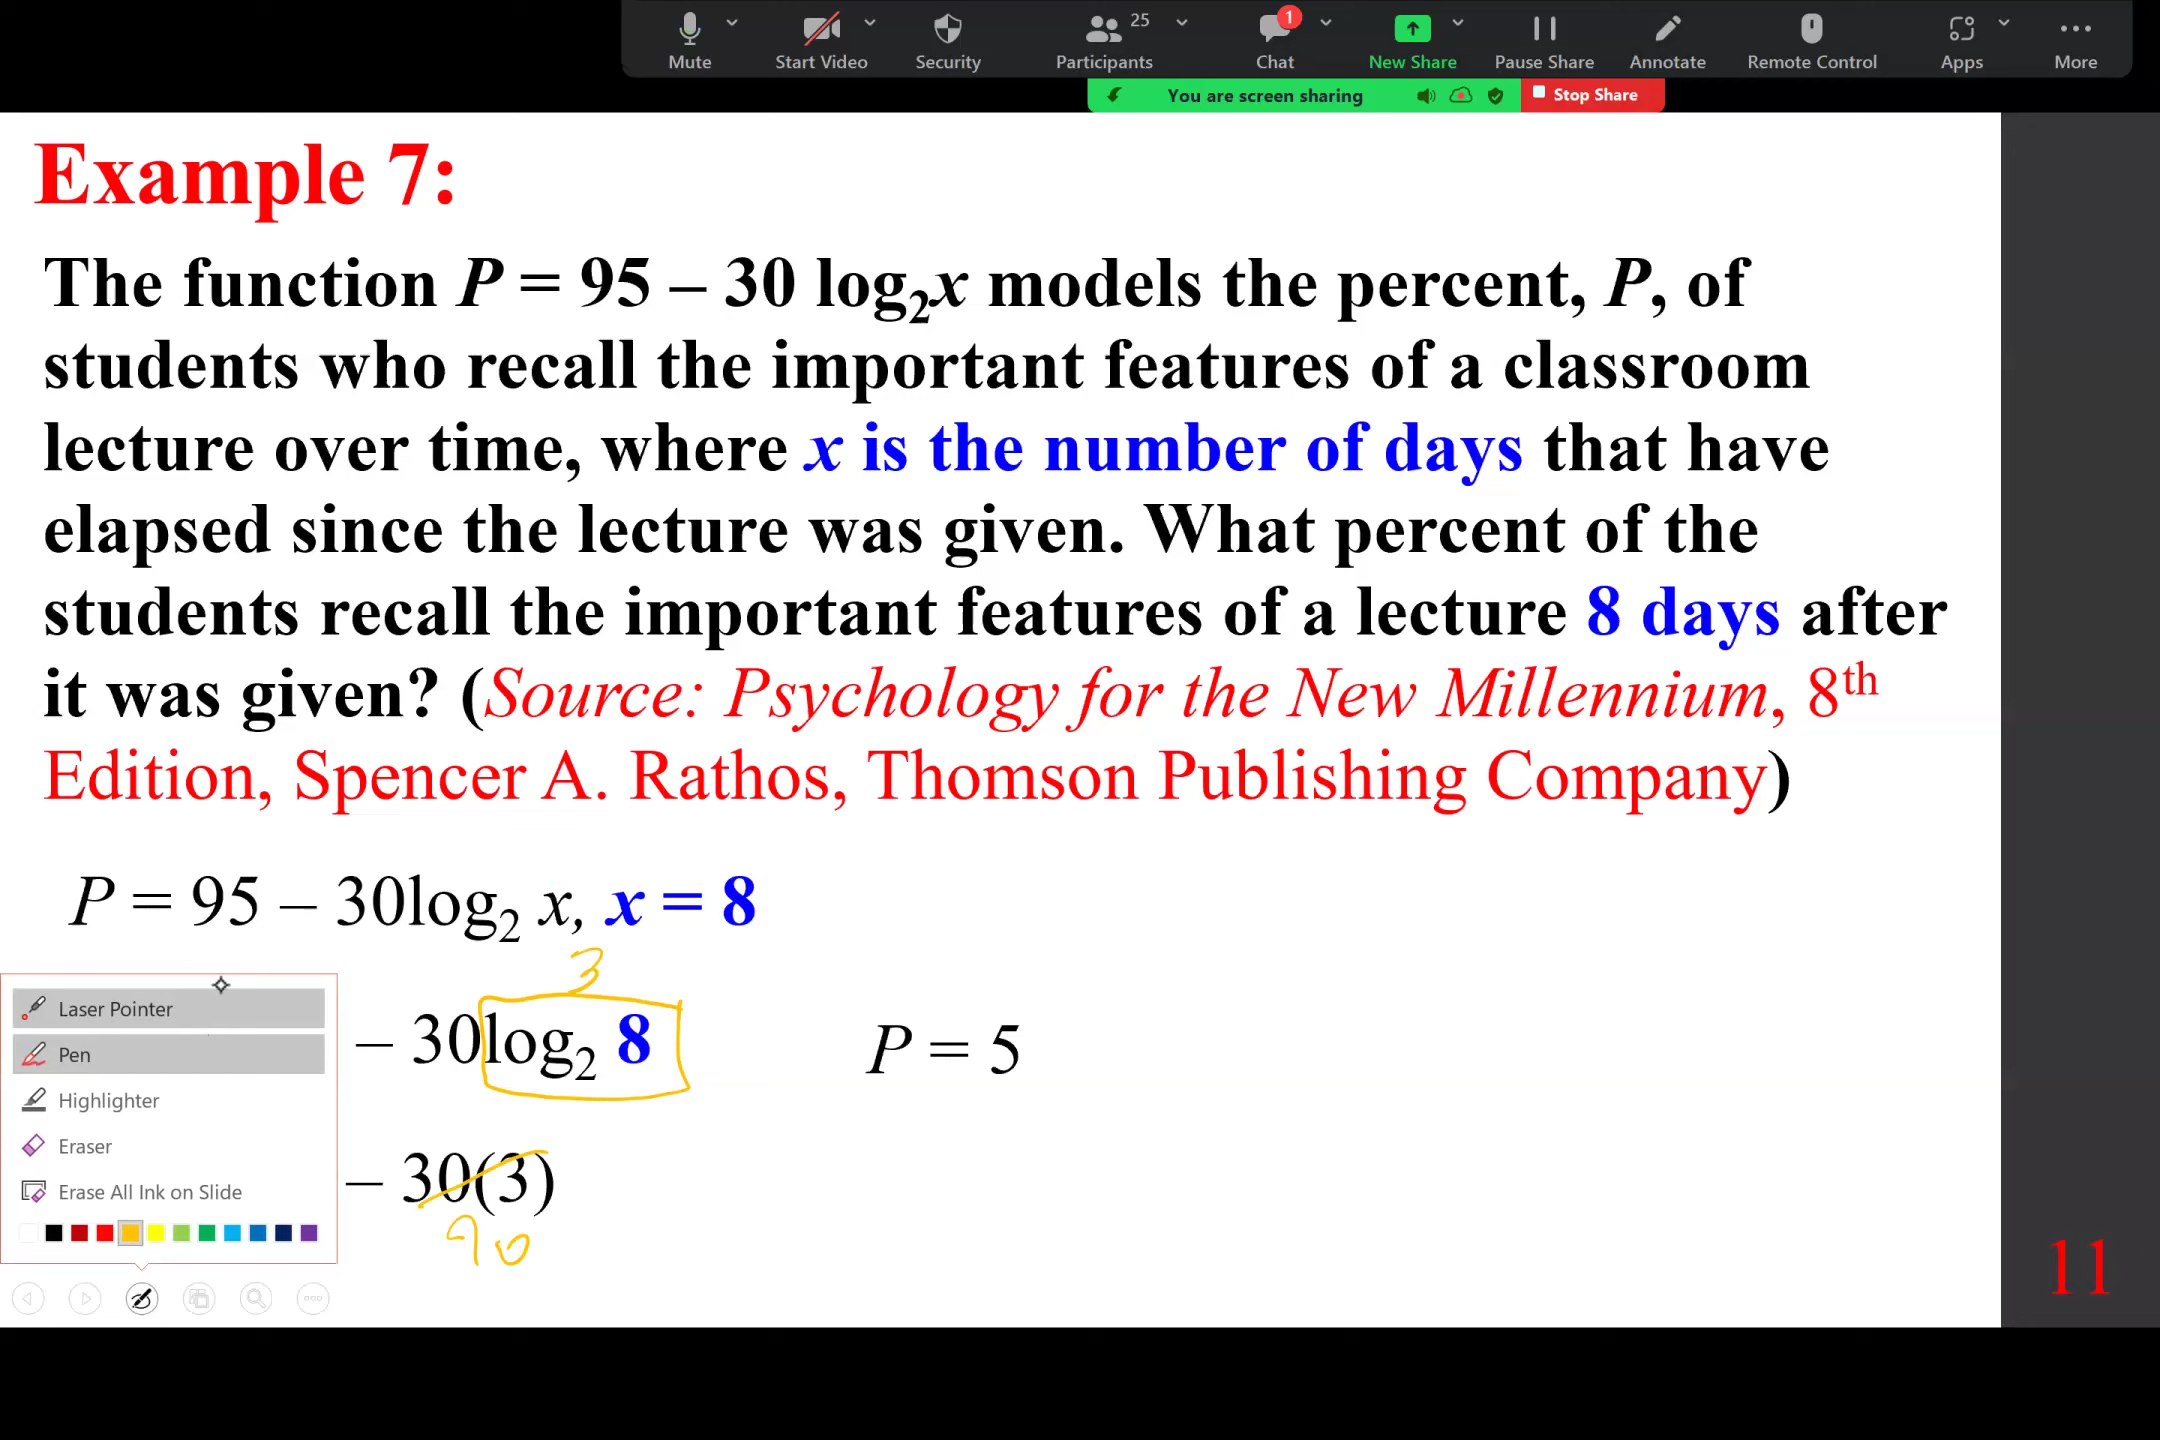 Mute
Start Video
Security
Participants 25
Chat 1
New Share
Pause Share
Annotate
Remote Control
Apps
More
You are screen sharing
Stop Share
Example 7:
The function P = 95 – 30 log₂x models the percent, P, of
students who recall the important features of a classroom
lecture over time, where x is the number of days that have
elapsed since the lecture was given. What percent of the
students recall the important features of a lecture 8 days after
it was given? (Source: Psychology for the New Millennium, 8th
Edition, Spencer A. Rathos, Thomson Publishing Company)
P = 95 – 30log₂ x, x = 8
3
– 30log₂ 8
P = 5
– 30(3)
90
Laser Pointer
Pen
Highlighter
Eraser
Erase All Ink on Slide
11